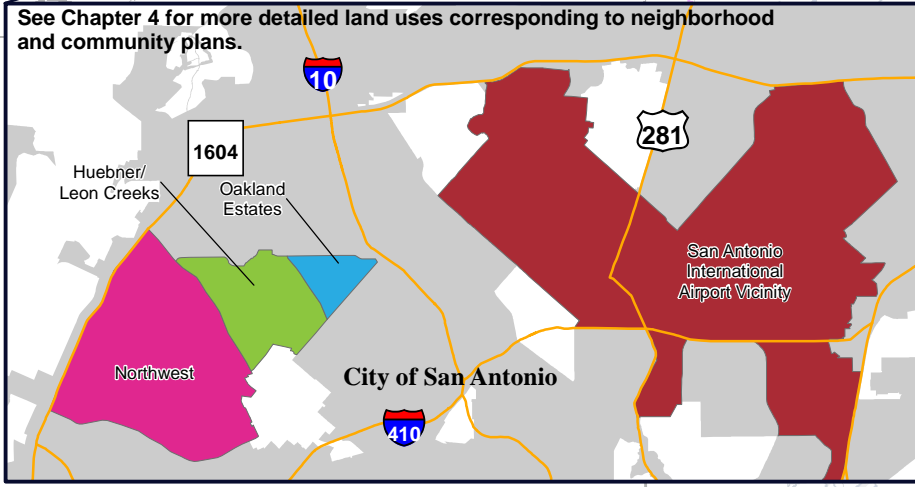 See Chapter 4 for more detailed land uses corresponding to neighborhood
and community plans.
10
1604
281
Huebner/
Leon Creeks
Oakland
Estates
San Antonio
International
Airport Vicinity
Northwest
City of San Antonio
410